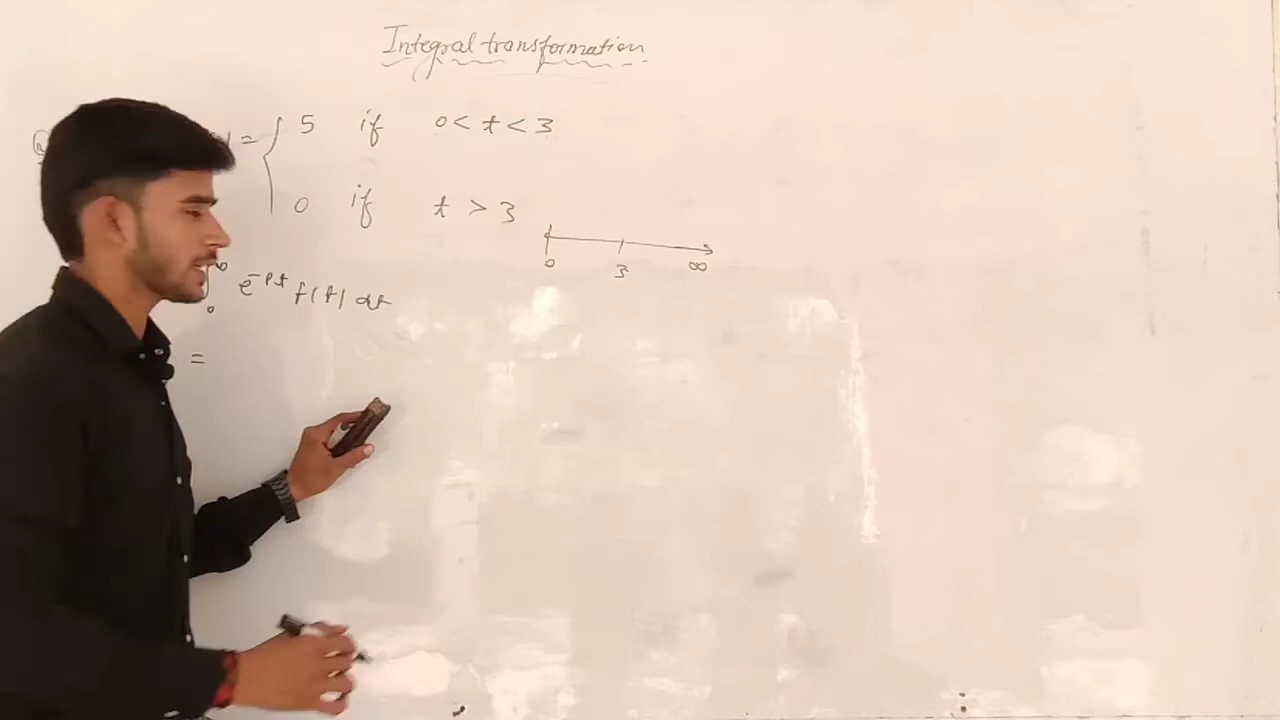 Integral transformation
= { 5 if 0 < t < 3
0 if t > 3
0 3 ∞
∫ e^-pt f(t) dt
0
=